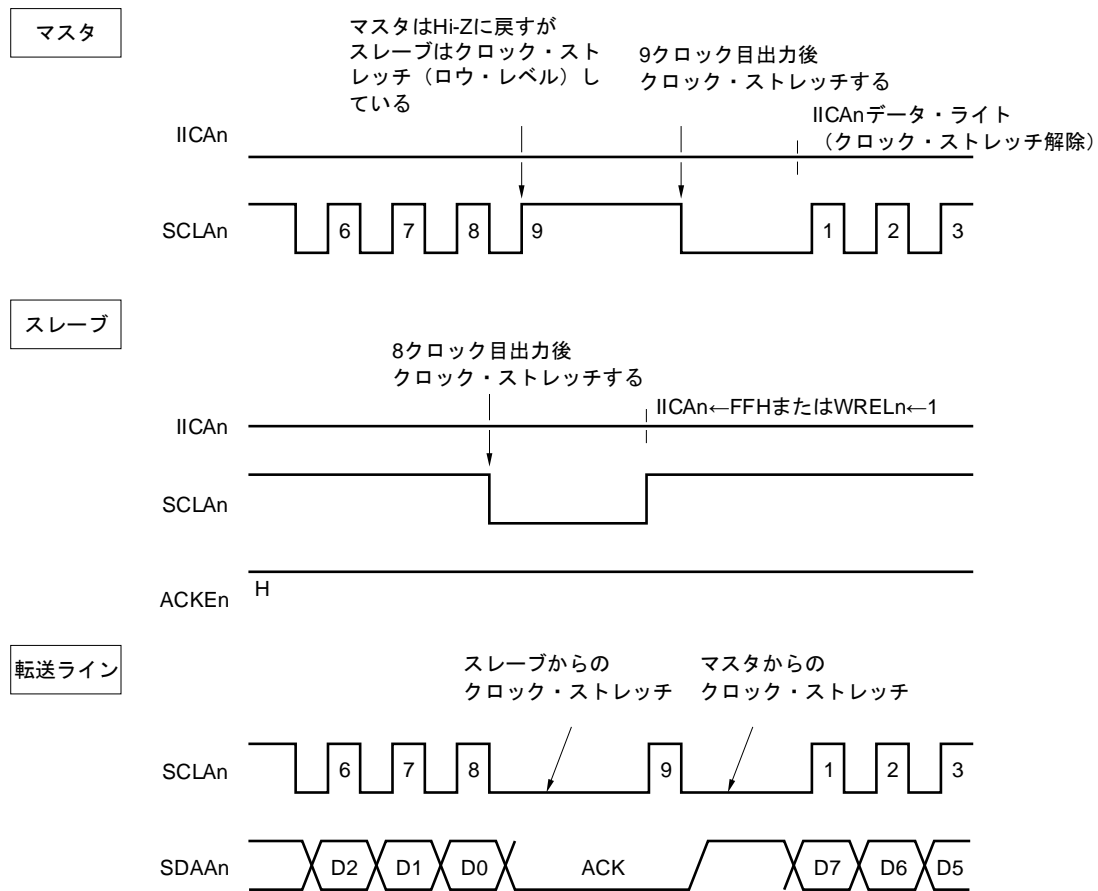 マスタ
マスタはHi-Zに戻すが
スレーブはクロック・スト
レッチ（ロウ・レベル）し
ている
9クロック目出力後
クロック・ストレッチする
IICAnデータ・ライト
（クロック・ストレッチ解除）
IICAn
SCLAn
6 7 8 9 1 2 3
スレーブ
8クロック目出力後
クロック・ストレッチする
IICAn←FFHまたはWRELn←1
IICAn
SCLAn
H
ACKEn
転送ライン
スレーブからの
クロック・ストレッチ
マスタからの
クロック・ストレッチ
SCLAn
6 7 8 9 1 2 3
SDAAn
D2 D1 D0 ACK D7 D6 D5